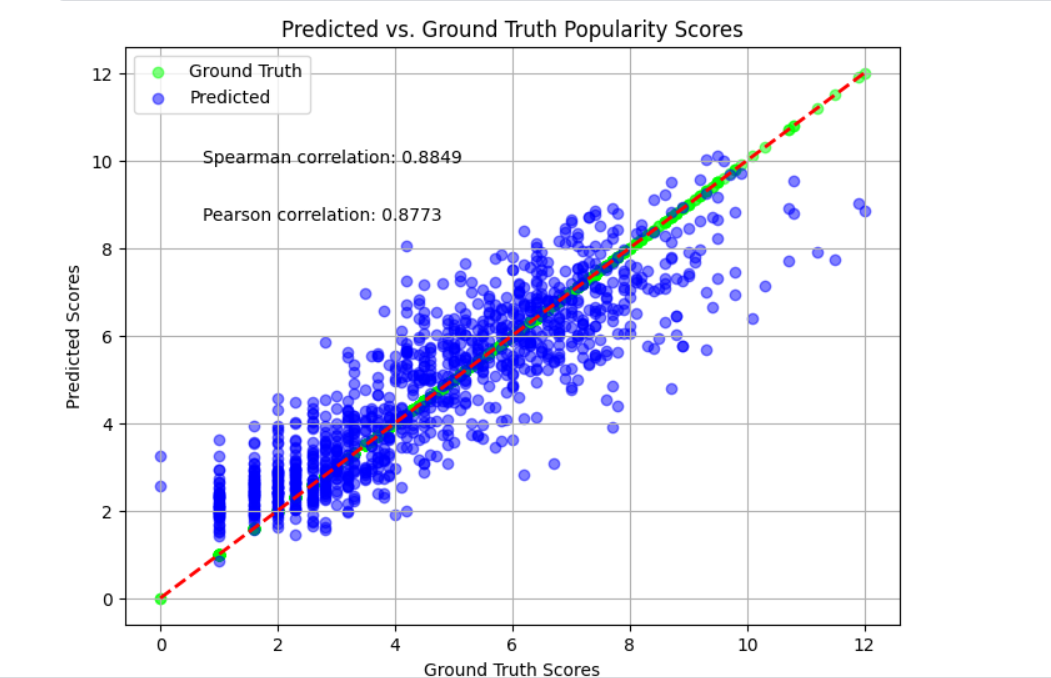 Predicted vs. Ground Truth Popularity Scores
Ground Truth
Predicted
Spearman correlation: 0.8849
Pearson correlation: 0.8773
Predicted Scores
12
10
8
6
4
2
0
0 2 4 6 8 10 12
Ground Truth Scores